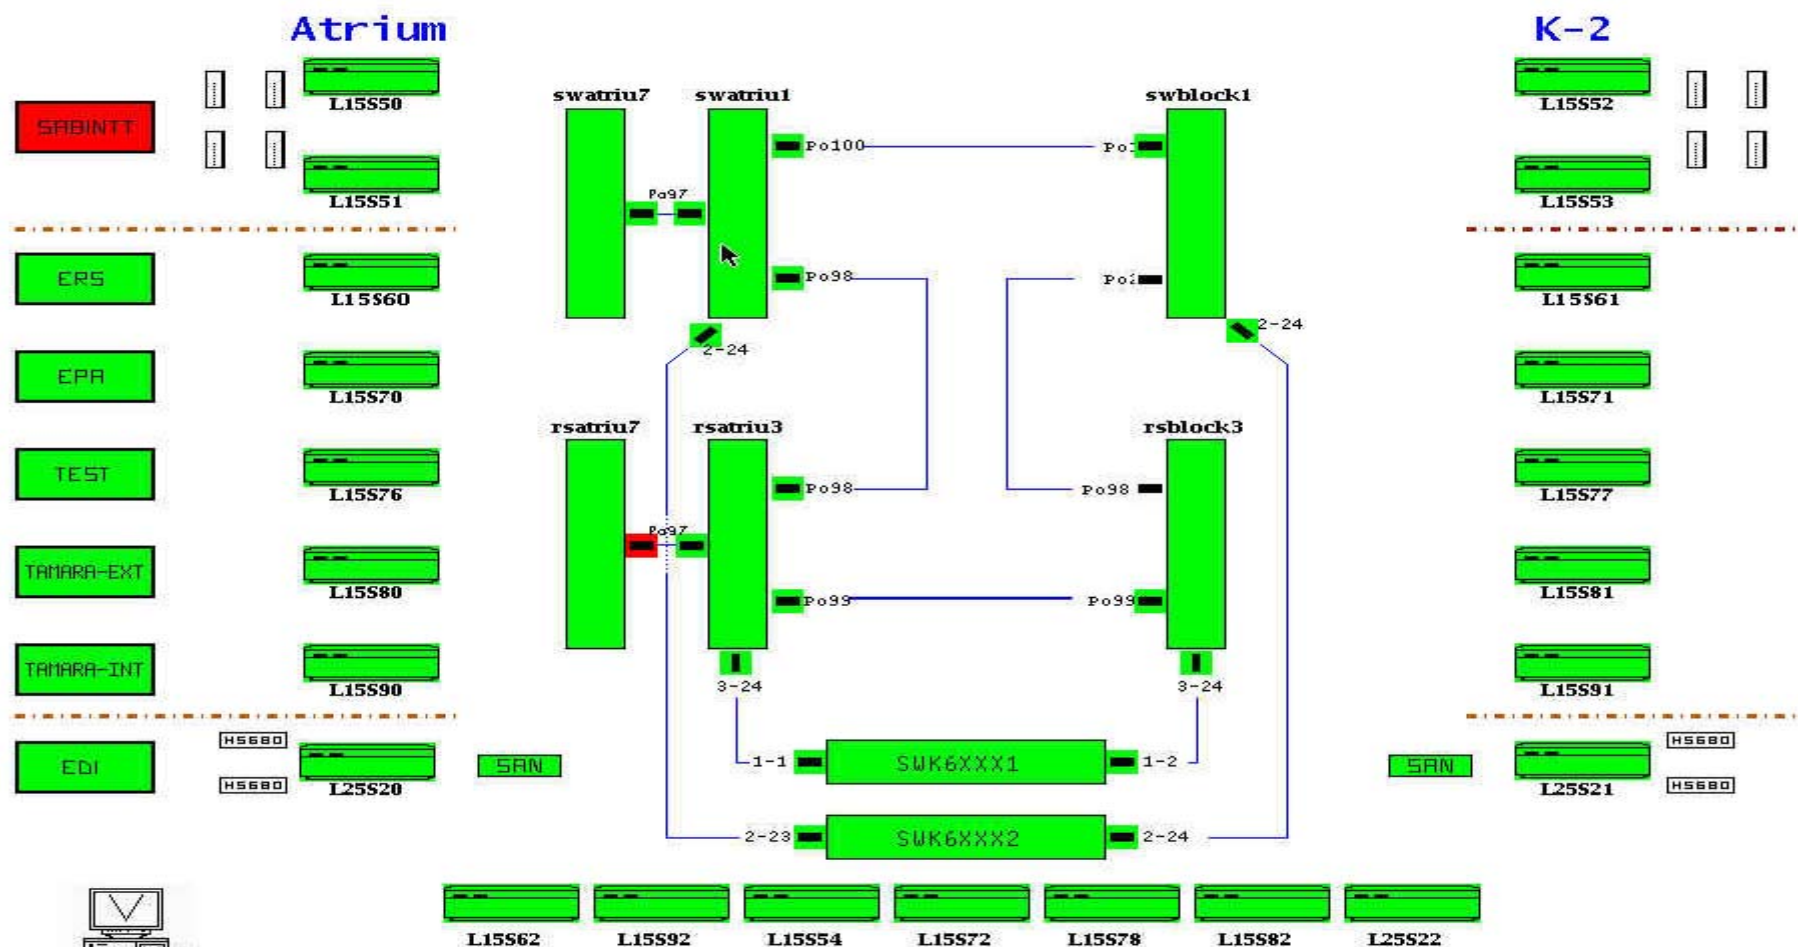 Atrium
K-2
SABINTT
L15S50
L15S51
swatriu7
swatriu1
swblock1
L15S52
L15S53
Po100
Po97
Po98
2-24
2-24
ERS
L15S60
L15S61
EPA
L15S70
L15S71
rsatriu7
rsatriu3
rsblock3
TEST
L15S76
L15S77
Po98
Po98
Po97
TAMARA-EXT
L15S80
L15S81
Po99
Po99
TAMARA-INT
L15S90
L15S91
3-24
3-24
EDI
HS680
HS680
L25S20
SAN
1-1
SWK6XXX1
1-2
SAN
L25S21
HS680
HS680
2-23
SWK6XXX2
2-24
L15S62
L15S92
L15S54
L15S72
L15S78
L15S82
L25S22